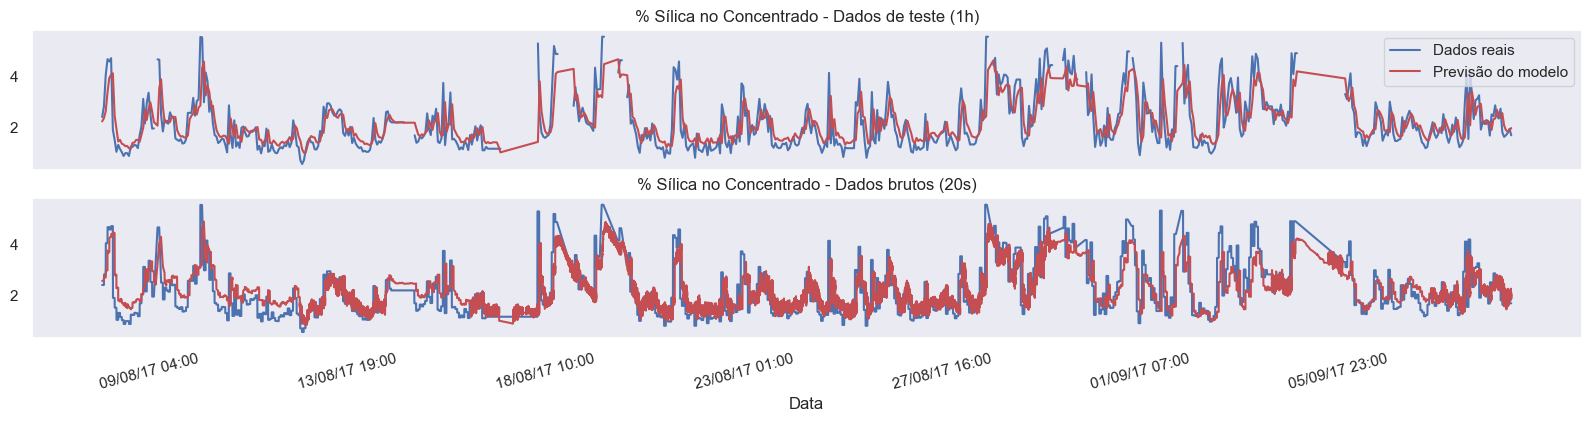 % Sílica no Concentrado - Dados de teste (1h)
Dados reais
Previsão do modelo
4
2
% Sílica no Concentrado - Dados brutos (20s)
4
2
09/08/17 04:00
13/08/17 19:00
18/08/17 10:00
23/08/17 01:00
27/08/17 16:00
01/09/17 07:00
05/09/17 23:00
Data